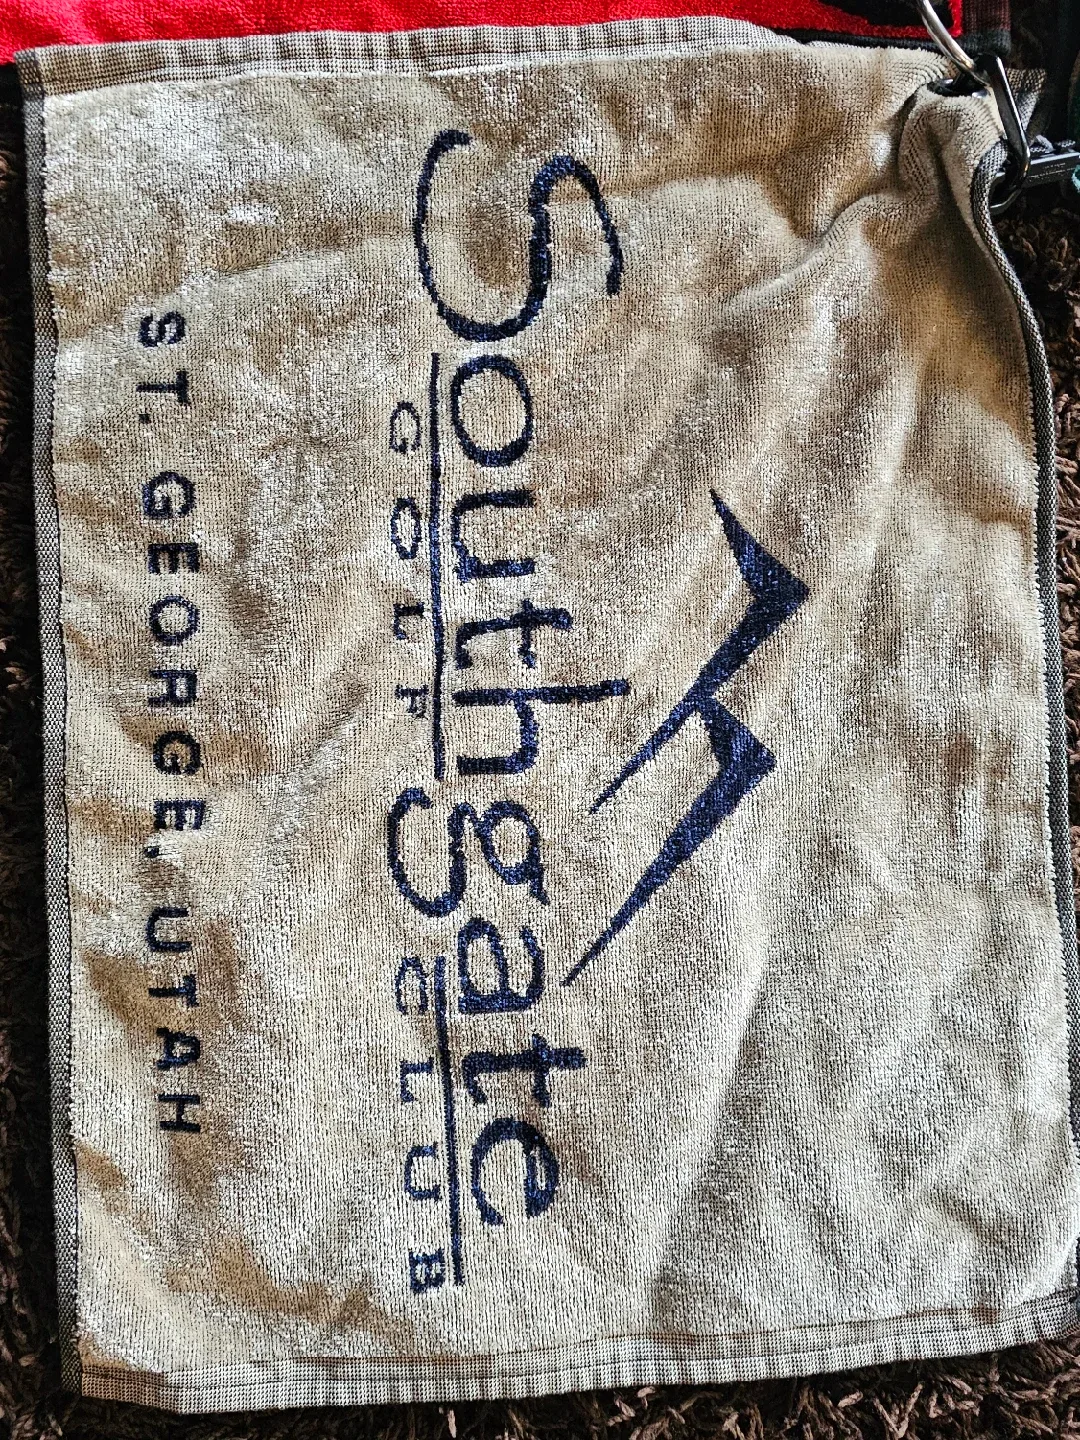 Southgate
GOLF CLUB
ST. GEORGE, UTAH